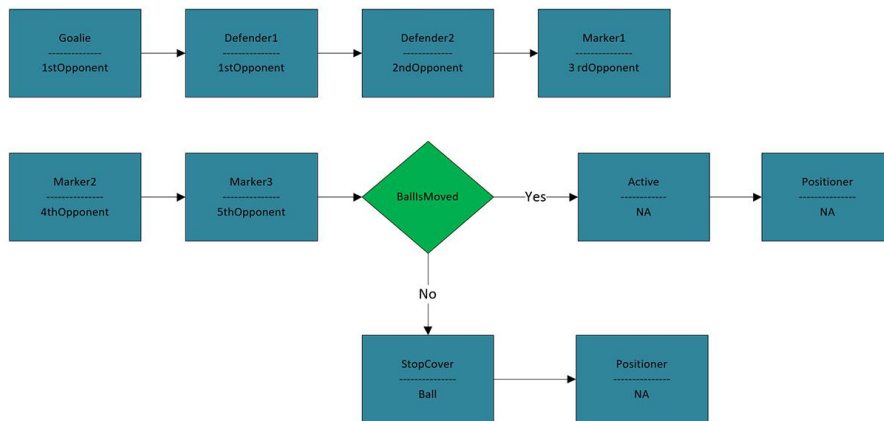 Goalie
--------------
1stOpponent
Defender1
---------------
1stOpponent
Defender2
-------------
2ndOpponent
Marker1
---------------
3 rdOpponent
Marker2
---------------
4thOpponent
Marker3
---------------
5thOpponent
BallIsMoved
Yes
Active
------------
NA
Positioner
---------------
NA
No
StopCover
---------------
Ball
Positioner
---------------
NA